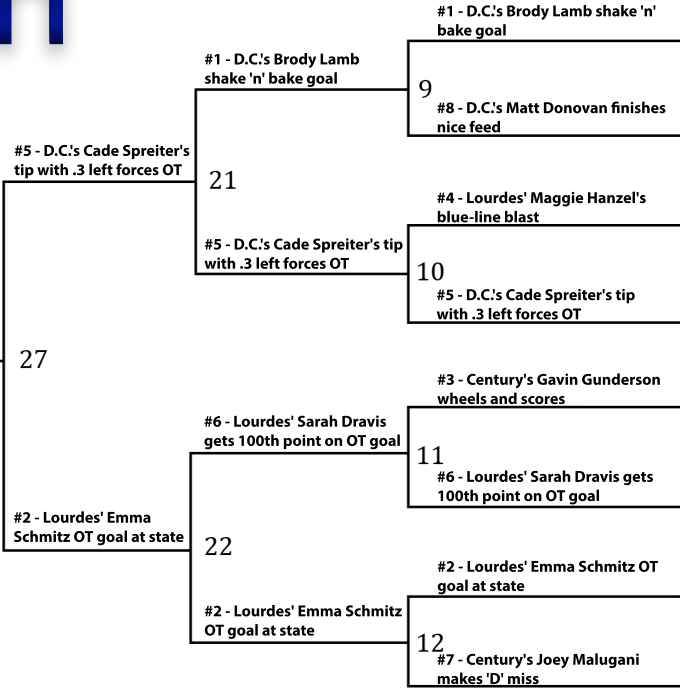 #1 - D.C.'s Brody Lamb shake 'n'
bake goal
#1 - D.C.'s Brody Lamb
shake 'n' bake goal
9
#8 - D.C.'s Matt Donovan finishes
nice feed
#5 - D.C.'s Cade Spreiter's
tip with .3 left forces OT
21
#4 - Lourdes' Maggie Hanzel's
blue-line blast
#5 - D.C.'s Cade Spreiter's tip
with .3 left forces OT
10
#5 - D.C.'s Cade Spreiter's tip
with .3 left forces OT
27
#3 - Century's Gavin Gunderson
wheels and scores
#6 - Lourdes' Sarah Dravis
gets 100th point on OT goal
11
#6 - Lourdes' Sarah Dravis gets
100th point on OT goal
#2 - Lourdes' Emma
Schmitz OT goal at state
22
#2 - Lourdes' Emma Schmitz OT
goal at state
#2 - Lourdes' Emma Schmitz
OT goal at state
12
#7 - Century's Joey Malugani
makes 'D' miss